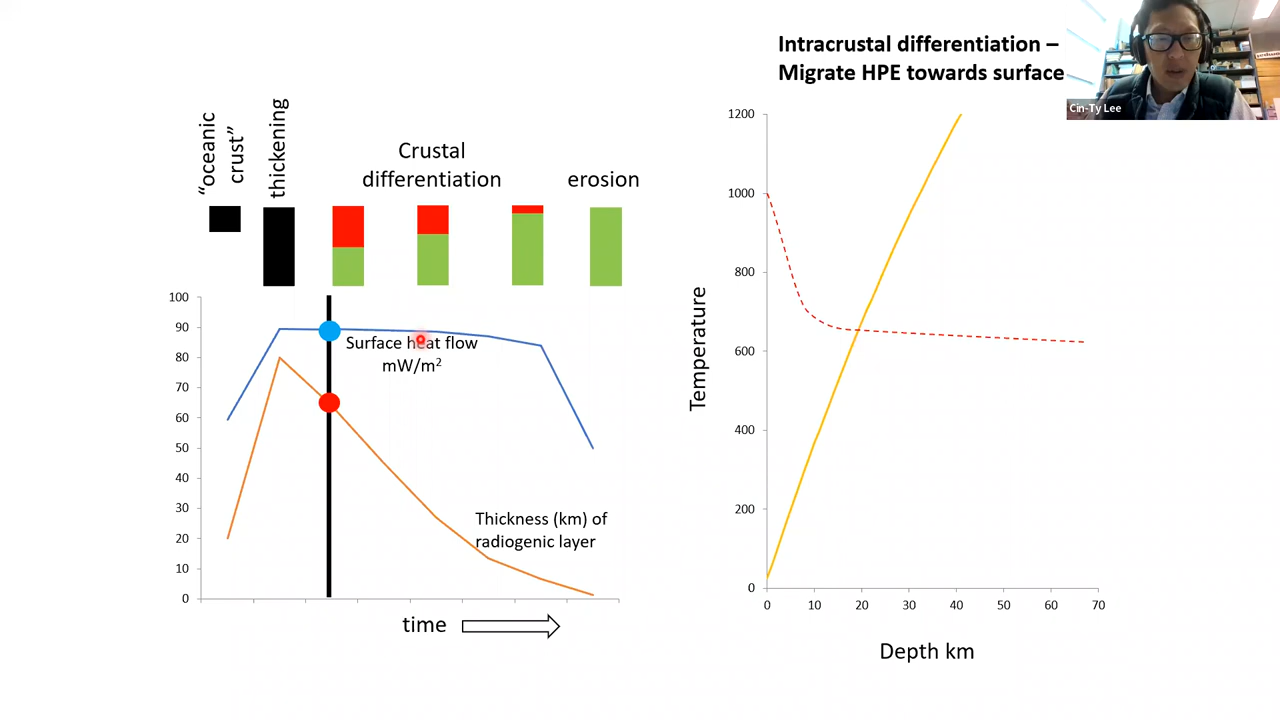 Intracrustal differentiation –
Migrate HPE towards surface
Cin-Ty Lee
"oceanic
crust"
thickening
Crustal
differentiation
erosion
100
90
80
70
60
50
40
30
20
10
0
Surface heat flow
mW/m²
Thickness (km) of
radiogenic layer
time
1200
1000
800
600
400
200
0
Temperature
0 10 20 30 40 50 60 70
Depth km